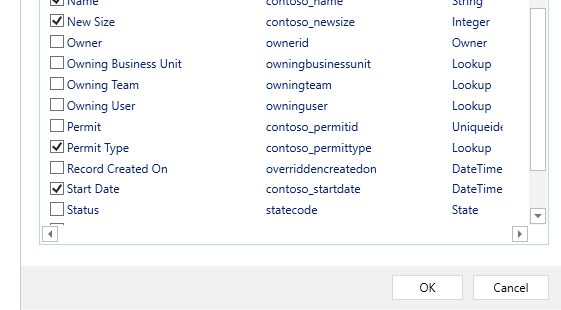 Name contoso_name String
New Size contoso_newsize Integer
Owner ownerid Owner
Owning Business Unit owningbusinessunit Lookup
Owning Team owningteam Lookup
Owning User owninguser Lookup
Permit contoso_permitid Uniqueide
Permit Type contoso_permittype Lookup
Record Created On overriddencreatedon DateTime
Start Date contoso_startdate DateTime
Status statecode State
OK Cancel